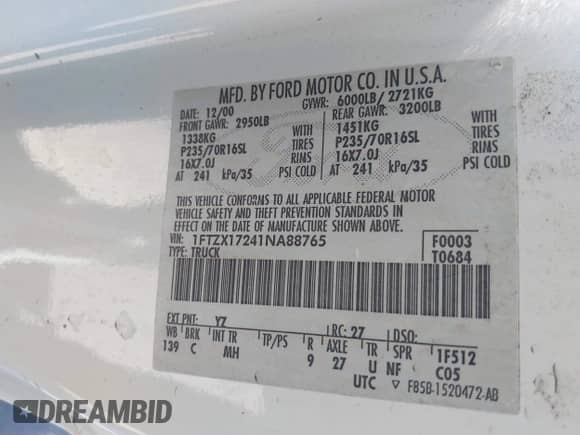 MFD. BY FORD MOTOR CO. IN U.S.A.
DATE: 12/00 GVWR: 6000LB/ 2721KG
FRONT GAWR: 2950LB REAR GAWR: 3200LB
1338KG WITH 1451KG WITH
P235/70R16SL TIRES P235/70R16SL TIRES
16X7.0J RIMS 16X7.0J RIMS
AT 241 kPa/35 PSI COLD AT 241 kPa/35 PSI COLD
THIS VEHICLE CONFORMS TO ALL APPLICABLE FEDERAL MOTOR
VEHICLE SAFETY AND THEFT PREVENTION STANDARDS IN
EFFECT ON THE DATE OF MANUFACTURE SHOWN ABOVE.
VIN: 1FTZX17241NA88765 F0003
TYPE: TRUCK T0684
EXT PNT: YZ RC: 27 DSO:
WB BRK INT TR TP/PS R AXLE TR SPR 1F512
139 C MH 9 27 U NF C05
UTC ▽ F85B-1520472-AB
DREAMBID